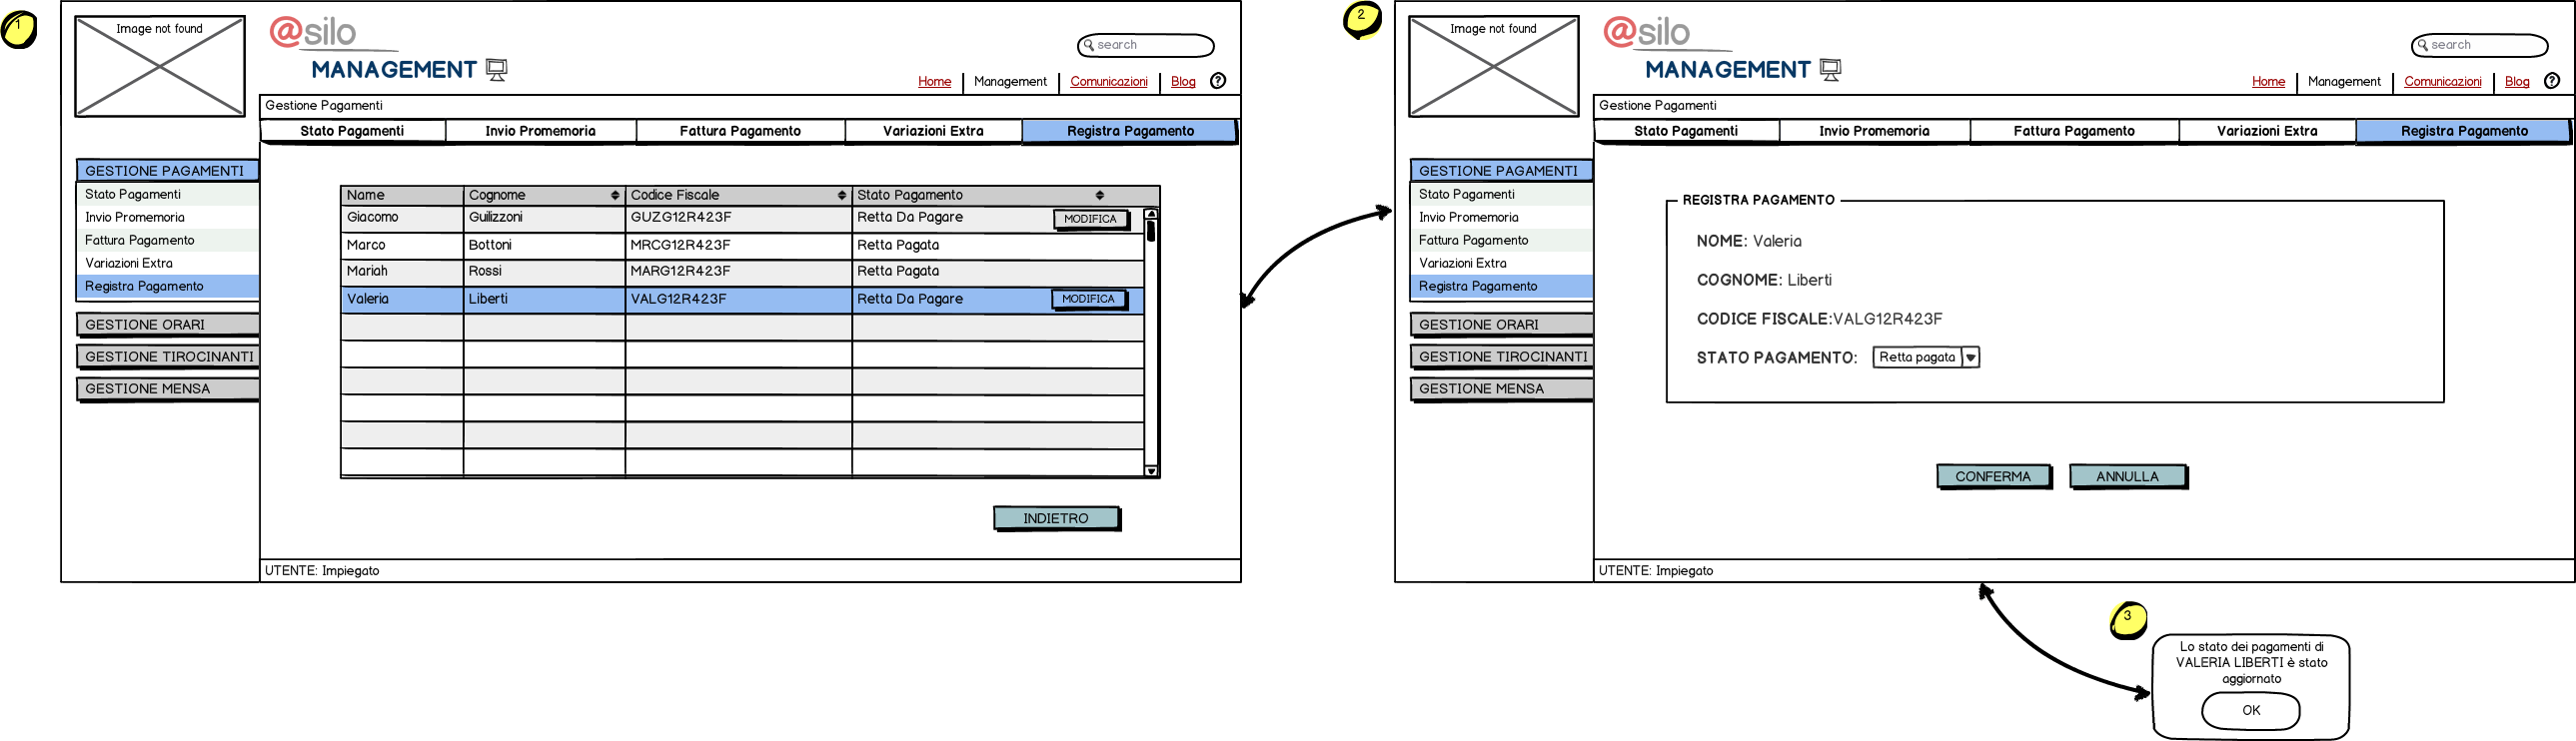 1
Image not found
@silo
MANAGEMENT
search
Home Management Comunicazioni Blog ?
Gestione Pagamenti
Stato Pagamenti Invio Promemoria Fattura Pagamento Variazioni Extra Registra Pagamento
GESTIONE PAGAMENTI
Stato Pagamenti
Invio Promemoria
Fattura Pagamento
Variazioni Extra
Registra Pagamento
GESTIONE ORARI
GESTIONE TIROCINANTI
GESTIONE MENSA
Name Cognome Codice Fiscale Stato Pagamento
Giacomo Guilizzoni GUZG12R423F Retta Da Pagare MODIFICA
Marco Bottoni MRCG12R423F Retta Pagata
Mariah Rossi MARG12R423F Retta Pagata
Valeria Liberti VALG12R423F Retta Da Pagare MODIFICA
INDIETRO
UTENTE: Impiegato
2
Image not found
@silo
MANAGEMENT
search
Home Management Comunicazioni Blog ?
Gestione Pagamenti
Stato Pagamenti Invio Promemoria Fattura Pagamento Variazioni Extra Registra Pagamento
GESTIONE PAGAMENTI
Stato Pagamenti
Invio Promemoria
Fattura Pagamento
Variazioni Extra
Registra Pagamento
GESTIONE ORARI
GESTIONE TIROCINANTI
GESTIONE MENSA
REGISTRA PAGAMENTO
NOME: Valeria
COGNOME: Liberti
CODICE FISCALE:VALG12R423F
STATO PAGAMENTO: Retta pagata
CONFERMA ANNULLA
UTENTE: Impiegato
3
Lo stato dei pagamenti di
VALERIA LIBERTI è stato
aggiornato
OK